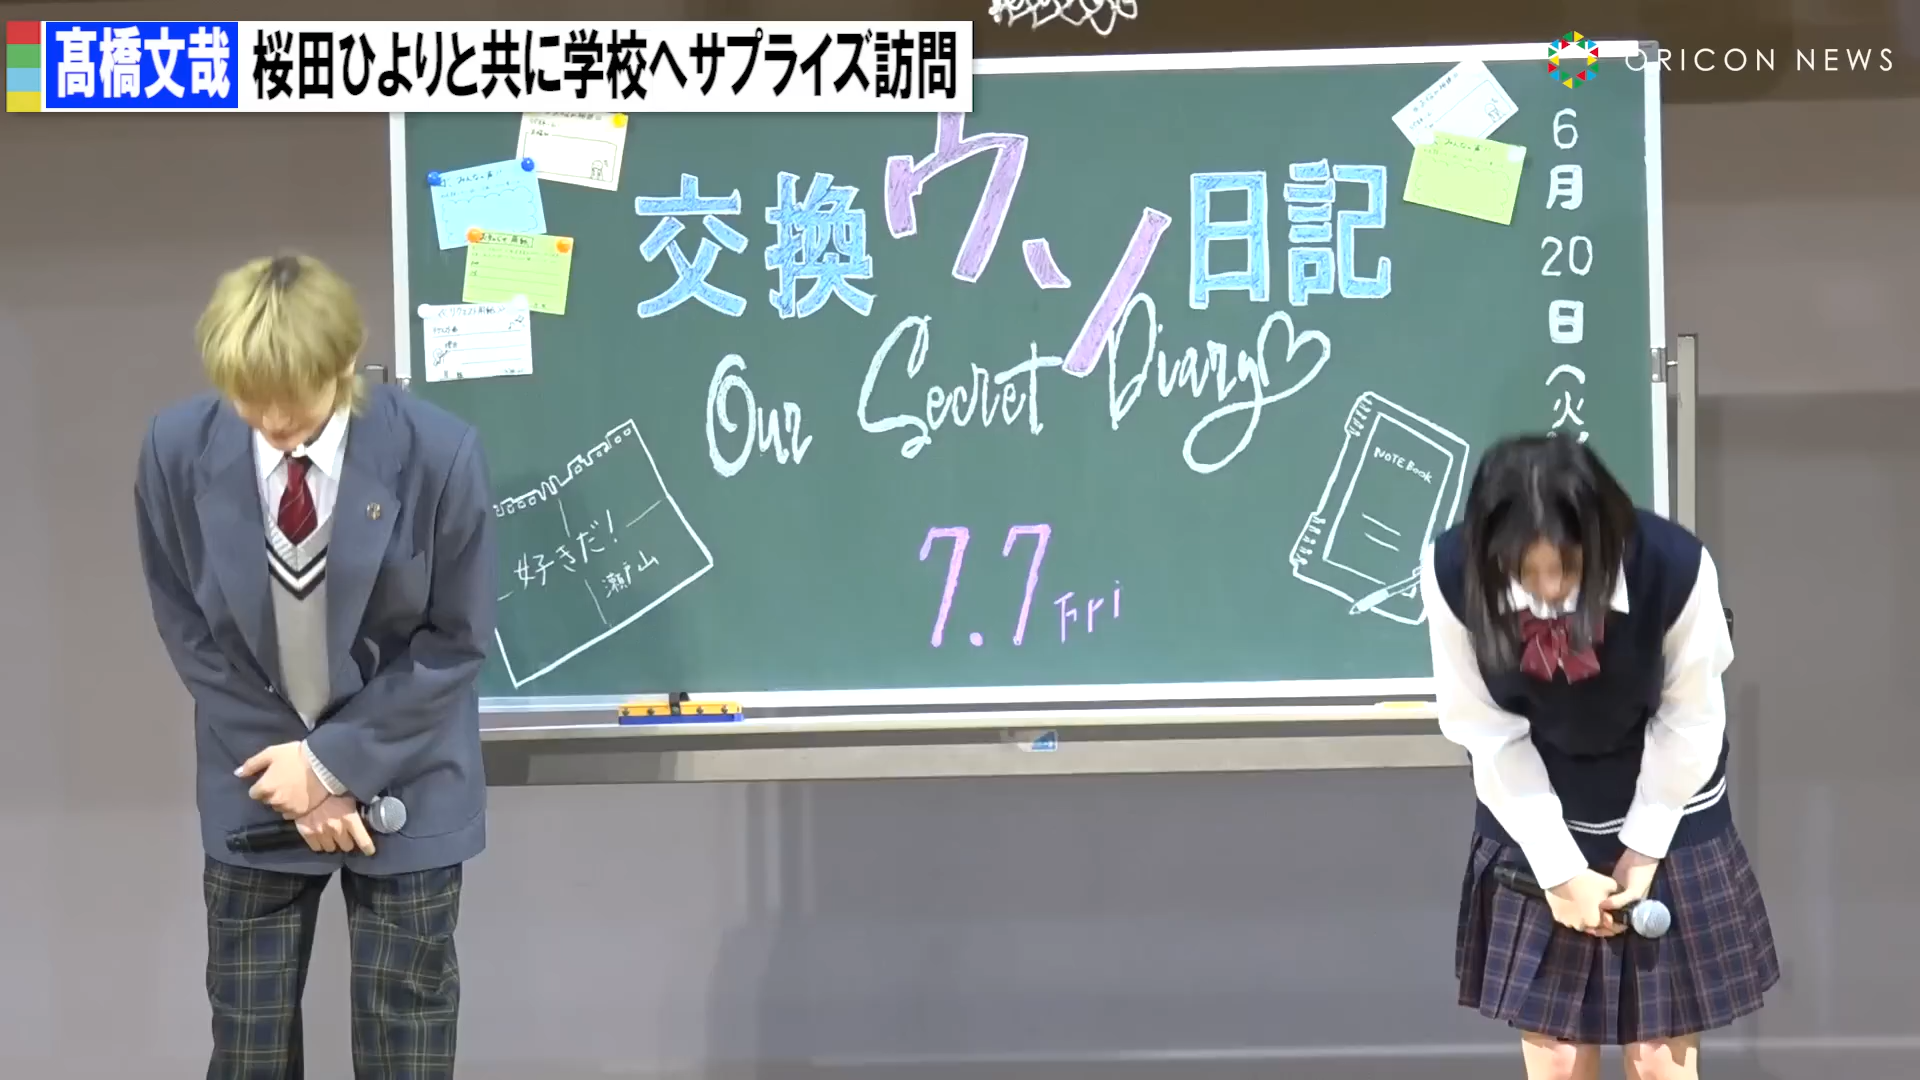 髙橋文哉 桜田ひよりと共に学校へサプライズ訪問
ORICON NEWS
交換ウソ日記
Our Secret Diary
7.7 Fri
6月20日(火
好きだ!
瀬戸山
NOTE Book